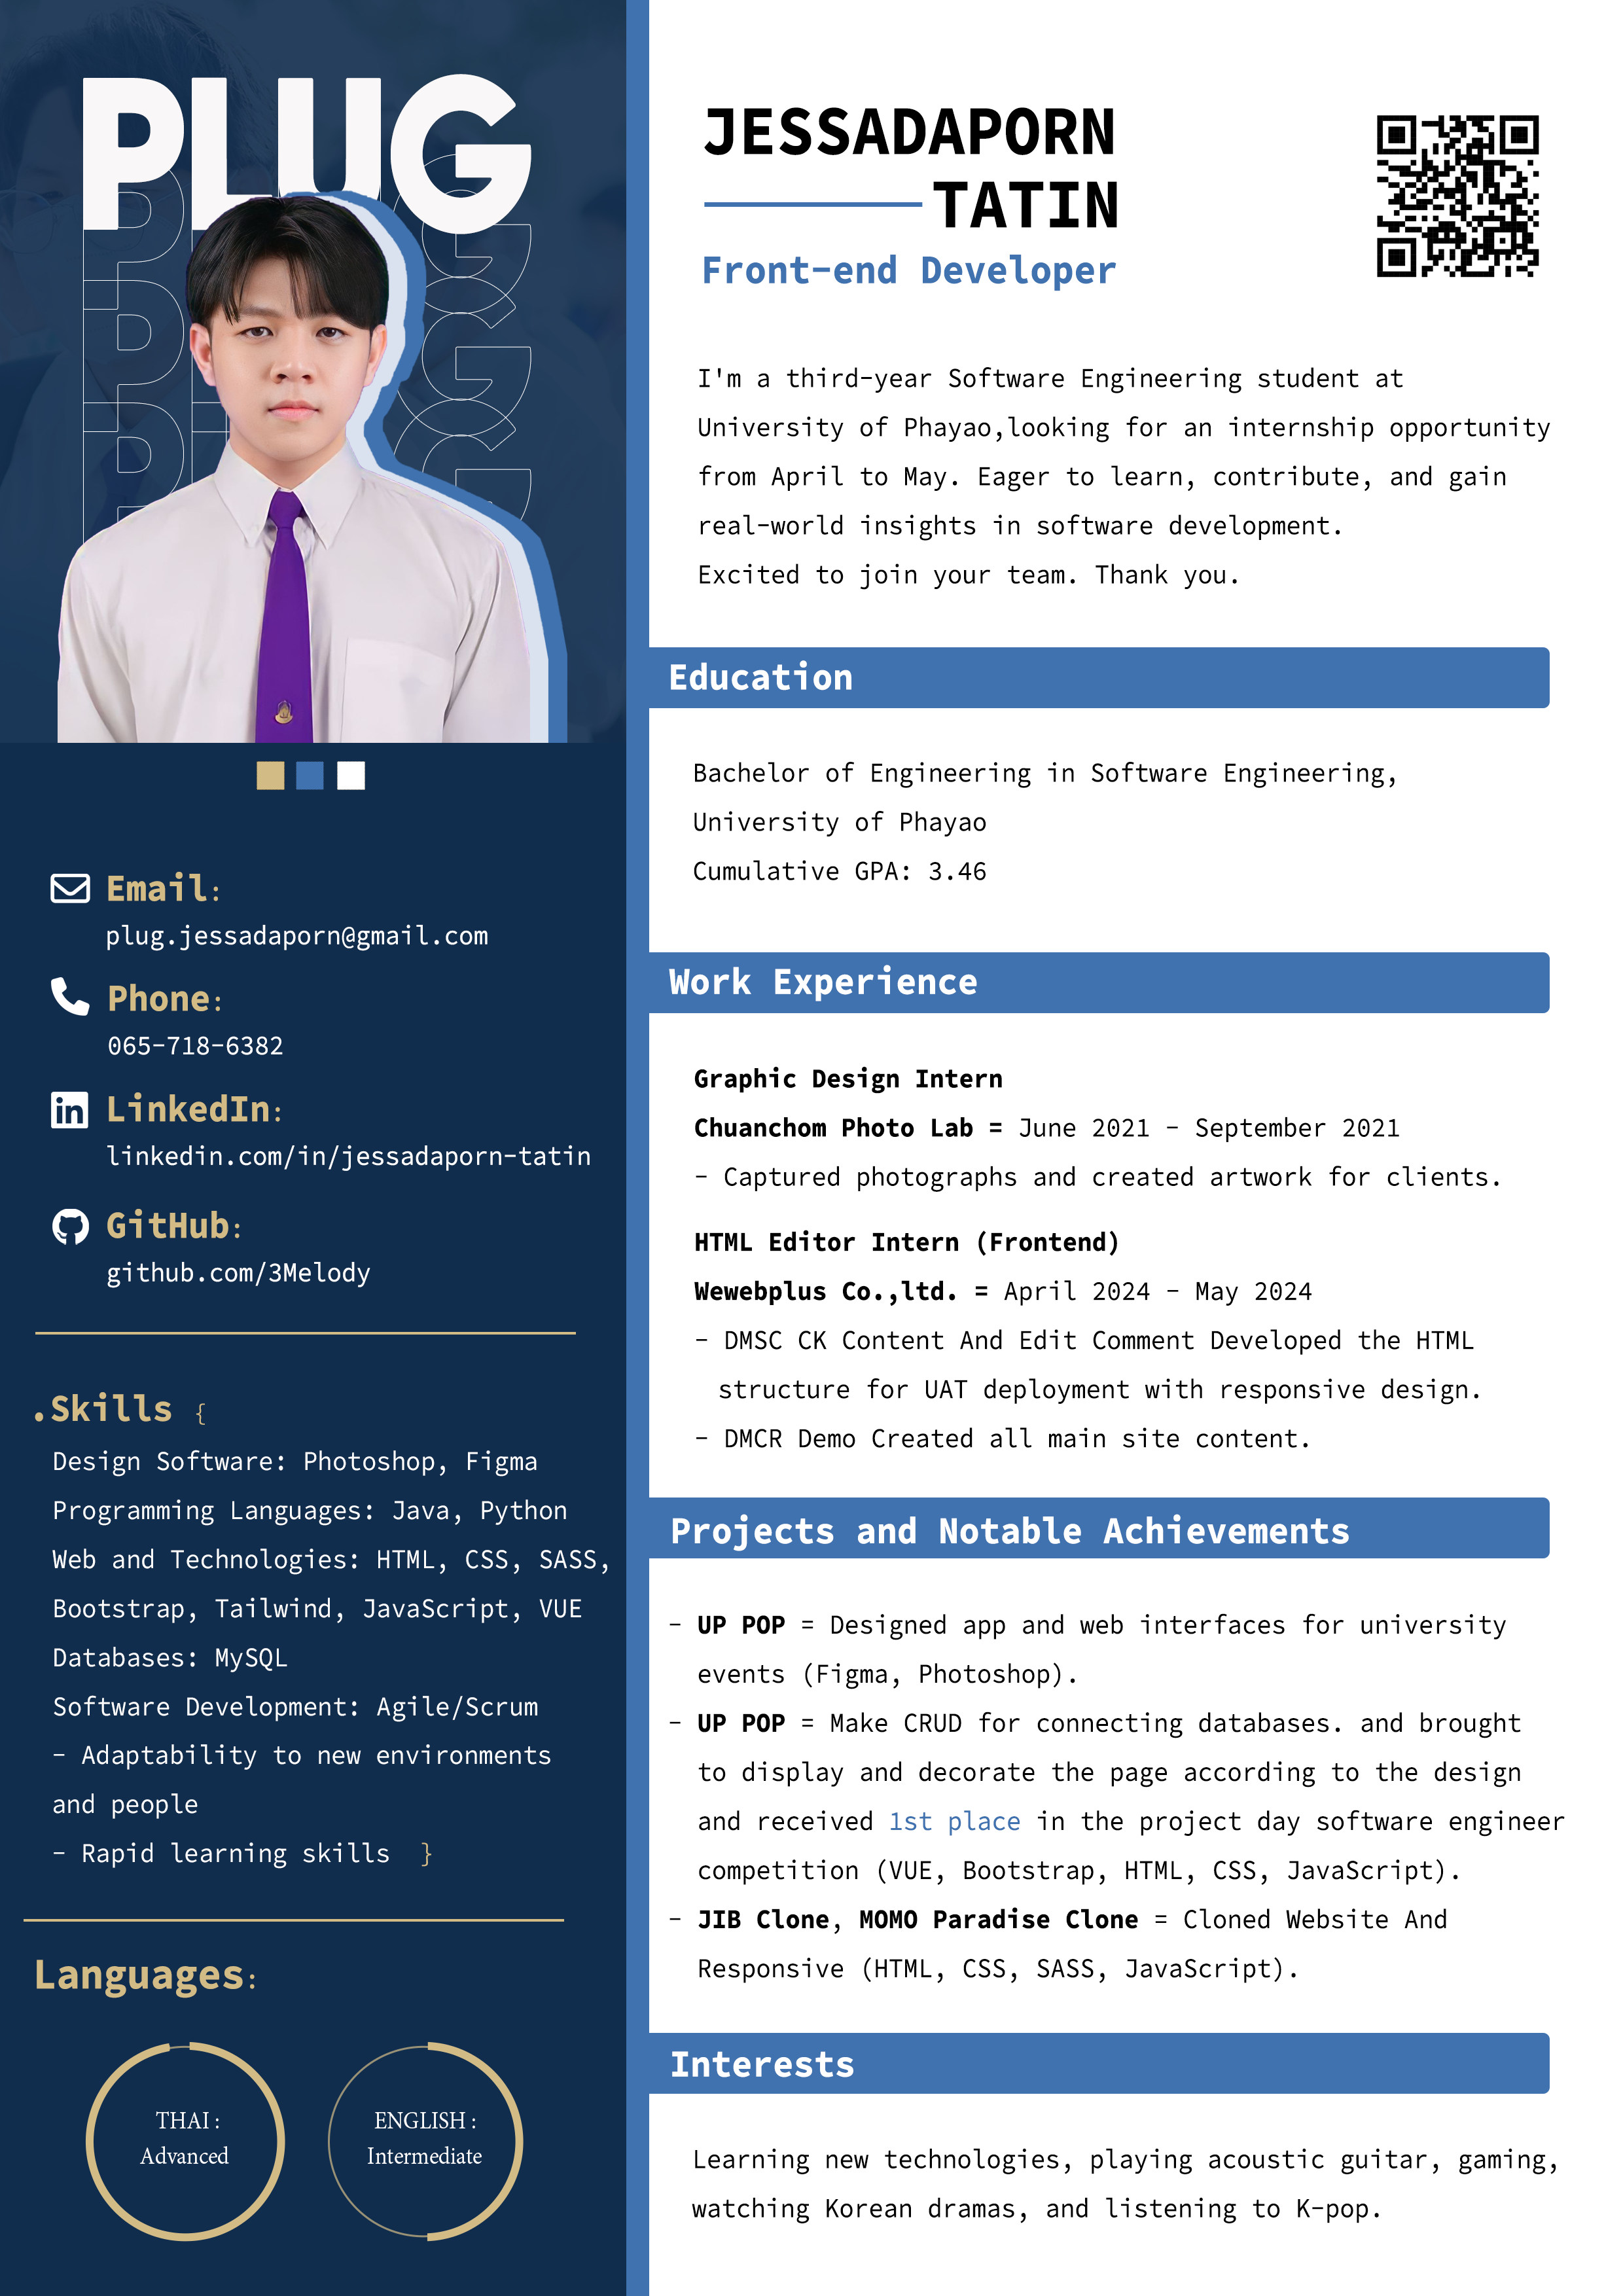 PLUG
Email:
plug.jessadaporn@gmail.com
Phone:
065-718-6382
LinkedIn:
linkedin.com/in/jessadaporn-tatin
GitHub:
github.com/3Melody
.Skills {
Design Software: Photoshop, Figma
Programming Languages: Java, Python
Web and Technologies: HTML, CSS, SASS,
Bootstrap, Tailwind, JavaScript, VUE
Databases: MySQL
Software Development: Agile/Scrum
- Adaptability to new environments
and people
- Rapid learning skills }
Languages:
THAI :
Advanced
ENGLISH :
Intermediate
JESSADAPORN
TATIN
Front-end Developer
I'm a third-year Software Engineering student at
University of Phayao,looking for an internship opportunity
from April to May. Eager to learn, contribute, and gain
real-world insights in software development.
Excited to join your team. Thank you.
Education
Bachelor of Engineering in Software Engineering,
University of Phayao
Cumulative GPA: 3.46
Work Experience
Graphic Design Intern
Chuanchom Photo Lab = June 2021 - September 2021
- Captured photographs and created artwork for clients.
HTML Editor Intern (Frontend)
Wewebplus Co.,ltd. = April 2024 - May 2024
- DMSC CK Content And Edit Comment Developed the HTML
structure for UAT deployment with responsive design.
- DMCR Demo Created all main site content.
Projects and Notable Achievements
- UP POP = Designed app and web interfaces for university
events (Figma, Photoshop).
- UP POP = Make CRUD for connecting databases. and brought
to display and decorate the page according to the design
and received 1st place in the project day software engineer
competition (VUE, Bootstrap, HTML, CSS, JavaScript).
- JIB Clone, MOMO Paradise Clone = Cloned Website And
Responsive (HTML, CSS, SASS, JavaScript).
Interests
Learning new technologies, playing acoustic guitar, gaming,
watching Korean dramas, and listening to K-pop.